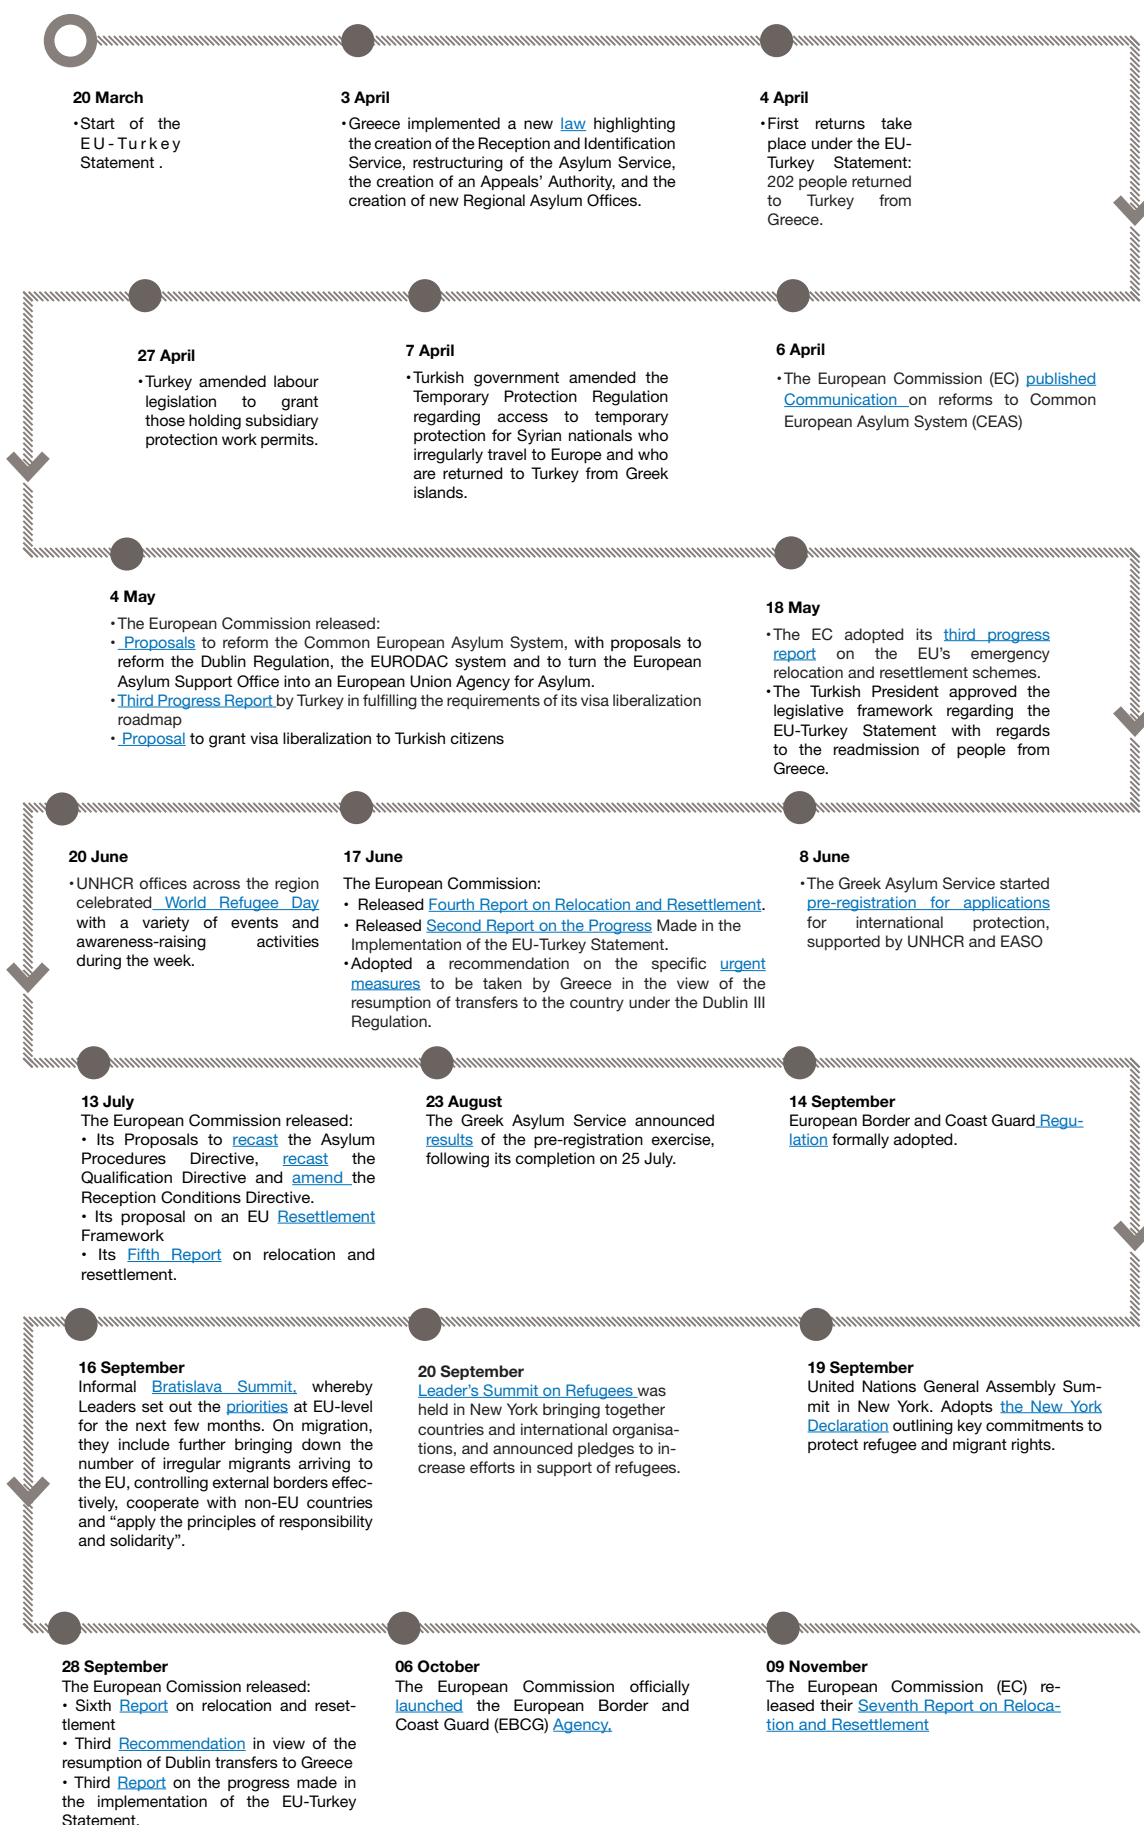 20 March
•Start of the
EU-Turkey
Statement .
3 April
•Greece implemented a new law highlighting
the creation of the Reception and Identification
Service, restructuring of the Asylum Service,
the creation of an Appeals' Authority, and the
creation of new Regional Asylum Offices.
4 April
•First returns take
place under the EU-
Turkey Statement:
202 people returned
to Turkey from
Greece.
27 April
•Turkey amended labour
legislation to grant
those holding subsidiary
protection work permits.
7 April
•Turkish government amended the
Temporary Protection Regulation
regarding access to temporary
protection for Syrian nationals who
irregularly travel to Europe and who
are returned to Turkey from Greek
islands.
6 April
•The European Commission (EC) published
Communication on reforms to Common
European Asylum System (CEAS)
4 May
•The European Commission released:
• Proposals to reform the Common European Asylum System, with proposals to
reform the Dublin Regulation, the EURODAC system and to turn the European
Asylum Support Office into an European Union Agency for Asylum.
•Third Progress Report by Turkey in fulfilling the requirements of its visa liberalization
roadmap
• Proposal to grant visa liberalization to Turkish citizens
18 May
•The EC adopted its third progress
report on the EU's emergency
relocation and resettlement schemes.
•The Turkish President approved the
legislative framework regarding the
EU-Turkey Statement with regards
to the readmission of people from
Greece.
20 June
•UNHCR offices across the region
celebrated World Refugee Day
with a variety of events and
awareness-raising activities
during the week.
17 June
The European Commission:
• Released Fourth Report on Relocation and Resettlement.
• Released Second Report on the Progress Made in the
Implementation of the EU-Turkey Statement.
•Adopted a recommendation on the specific urgent
measures to be taken by Greece in the view of the
resumption of transfers to the country under the Dublin III
Regulation.
8 June
•The Greek Asylum Service started
pre-registration for applications
for international protection,
supported by UNHCR and EASO
13 July
The European Commission released:
• Its Proposals to recast the Asylum
Procedures Directive, recast the
Qualification Directive and amend the
Reception Conditions Directive.
• Its proposal on an EU Resettlement
Framework
• Its Fifth Report on relocation and
resettlement.
23 August
The Greek Asylum Service announced
results of the pre-registration exercise,
following its completion on 25 July.
14 September
European Border and Coast Guard Regu-
lation formally adopted.
16 September
Informal Bratislava Summit, whereby
Leaders set out the priorities at EU-level
for the next few months. On migration,
they include further bringing down the
number of irregular migrants arriving to
the EU, controlling external borders effec-
tively, cooperate with non-EU countries
and “apply the principles of responsibility
and solidarity”.
20 September
Leader's Summit on Refugees was
held in New York bringing together
countries and international organisa-
tions, and announced pledges to in-
crease efforts in support of refugees.
19 September
United Nations General Assembly Sum-
mit in New York. Adopts the New York
Declaration outlining key commitments to
protect refugee and migrant rights.
28 September
The European Comission released:
• Sixth Report on relocation and reset-
tlement
• Third Recommendation in view of the
resumption of Dublin transfers to Greece
• Third Report on the progress made in
the implementation of the EU-Turkey
Statement.
06 October
The European Commission officially
launched the European Border and
Coast Guard (EBCG) Agency,
09 November
The European Commission (EC) re-
leased their Seventh Report on Reloca-
tion and Resettlement